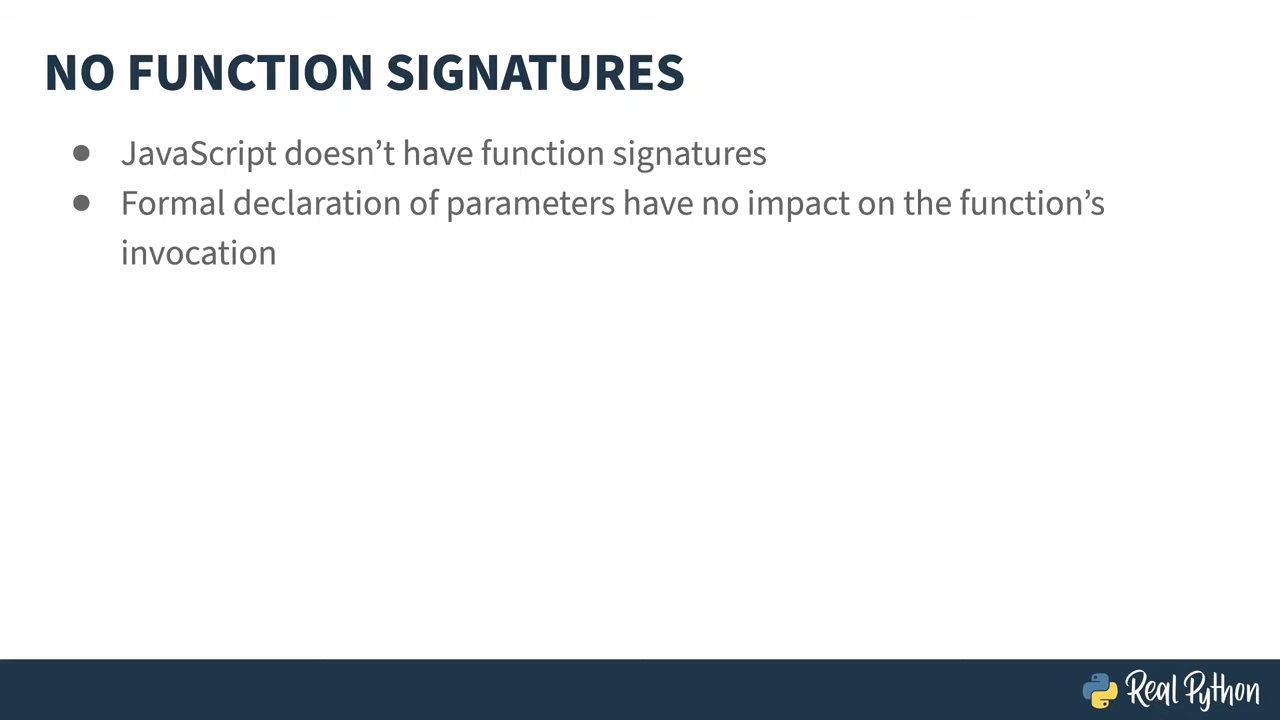 NO FUNCTION SIGNATURES
● JavaScript doesn’t have function signatures
● Formal declaration of parameters have no impact on the function’s
invocation
Real Python